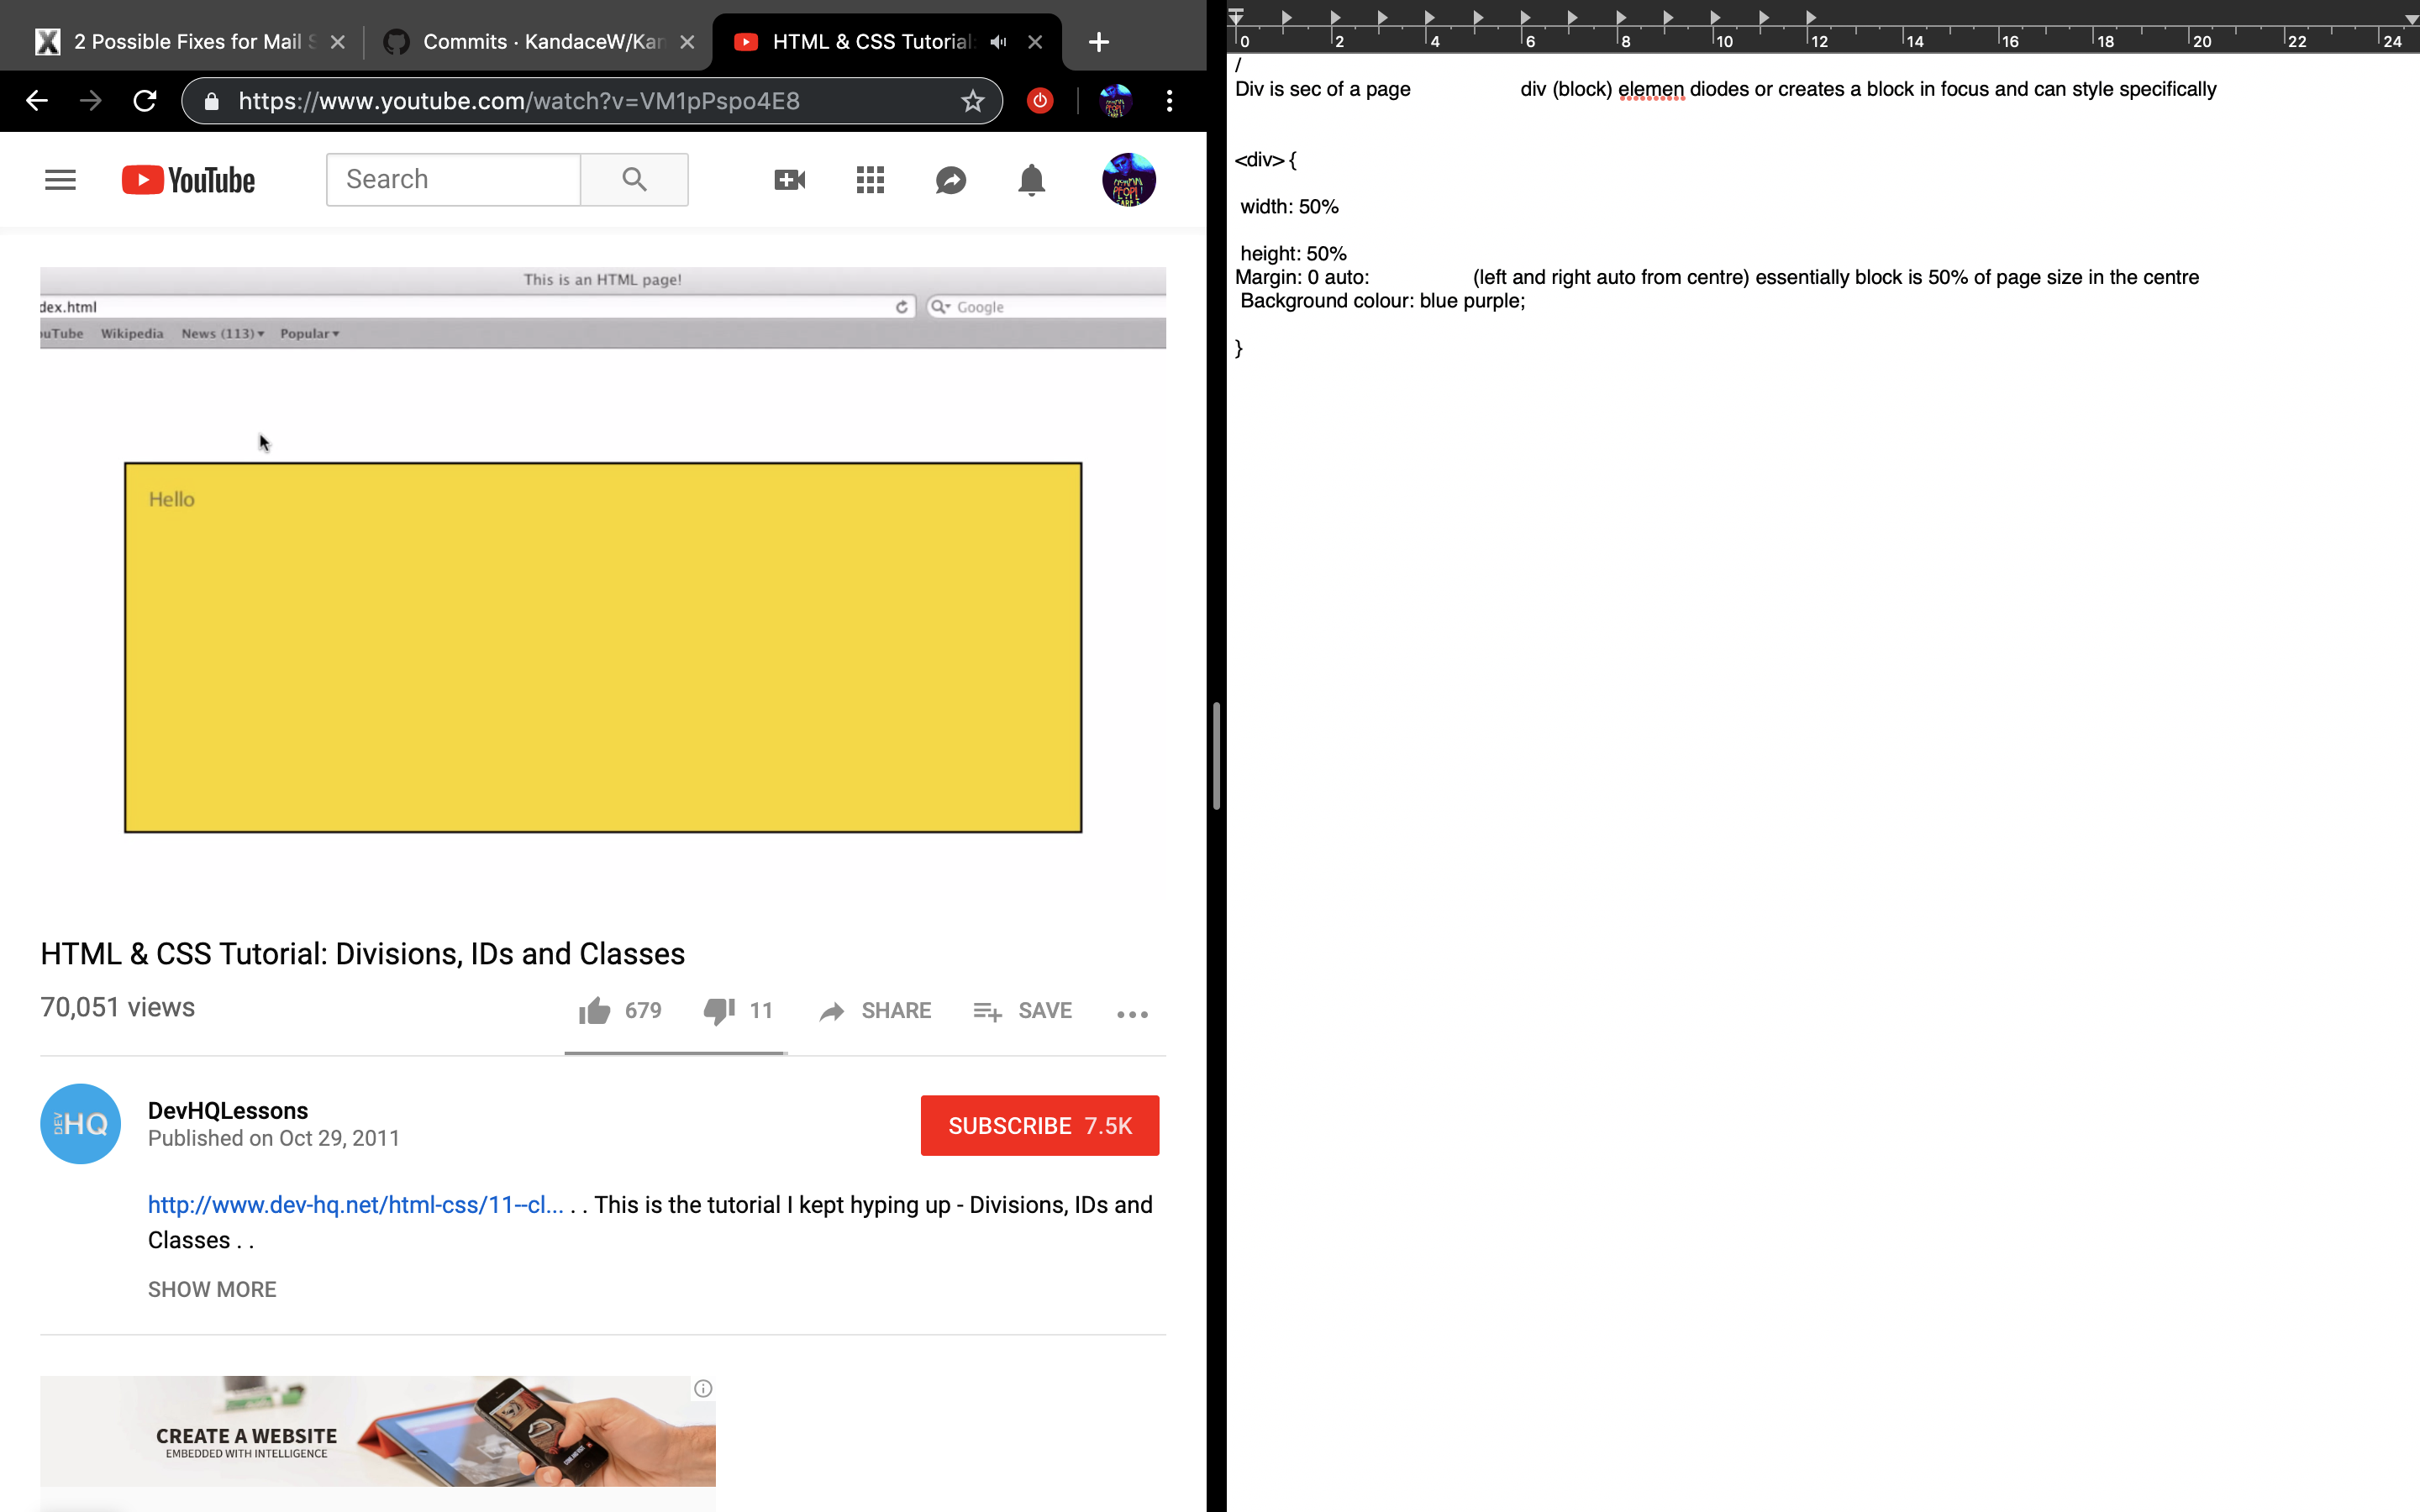 2 Possible Fixes for Mail S
Commits · KandaceW/Kan
HTML & CSS Tutorial:
https://www.youtube.com/watch?v=VM1pPspo4E8
YouTube
Search
This is an HTML page!
dex.html
Google
ouTube Wikipedia News (113) Popular
Hello
HTML & CSS Tutorial: Divisions, IDs and Classes
70,051 views
679 11 SHARE SAVE
DEV HQ
DevHQLessons
Published on Oct 29, 2011
SUBSCRIBE 7.5K
http://www.dev-hq.net/html-css/11--cl... . . This is the tutorial I kept hyping up - Divisions, IDs and
Classes . .
SHOW MORE
CREATE A WEBSITE
EMBEDDED WITH INTELLIGENCE
0 2 4 6 8 10 12 14 16 18 20 22 24
/
Div is sec of a page div (block) elemen diodes or creates a block in focus and can style specifically
<div> {
width: 50%
height: 50%
Margin: 0 auto: (left and right auto from centre) essentially block is 50% of page size in the centre
Background colour: blue purple;
}